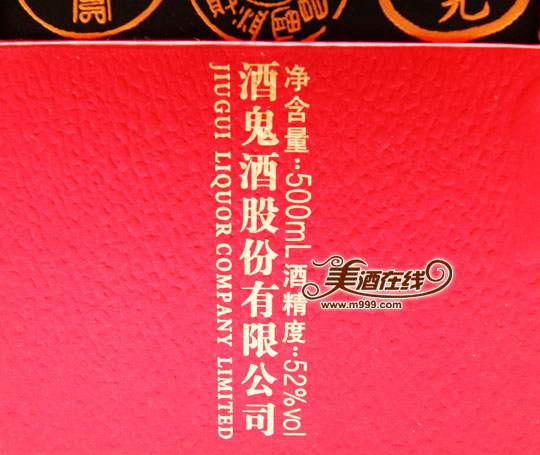 净含量:500mL 酒精度:52%vol
酒鬼酒股份有限公司
JIUGUI LIQUOR COMPANY LIMITED
美酒在线
www.m999.com